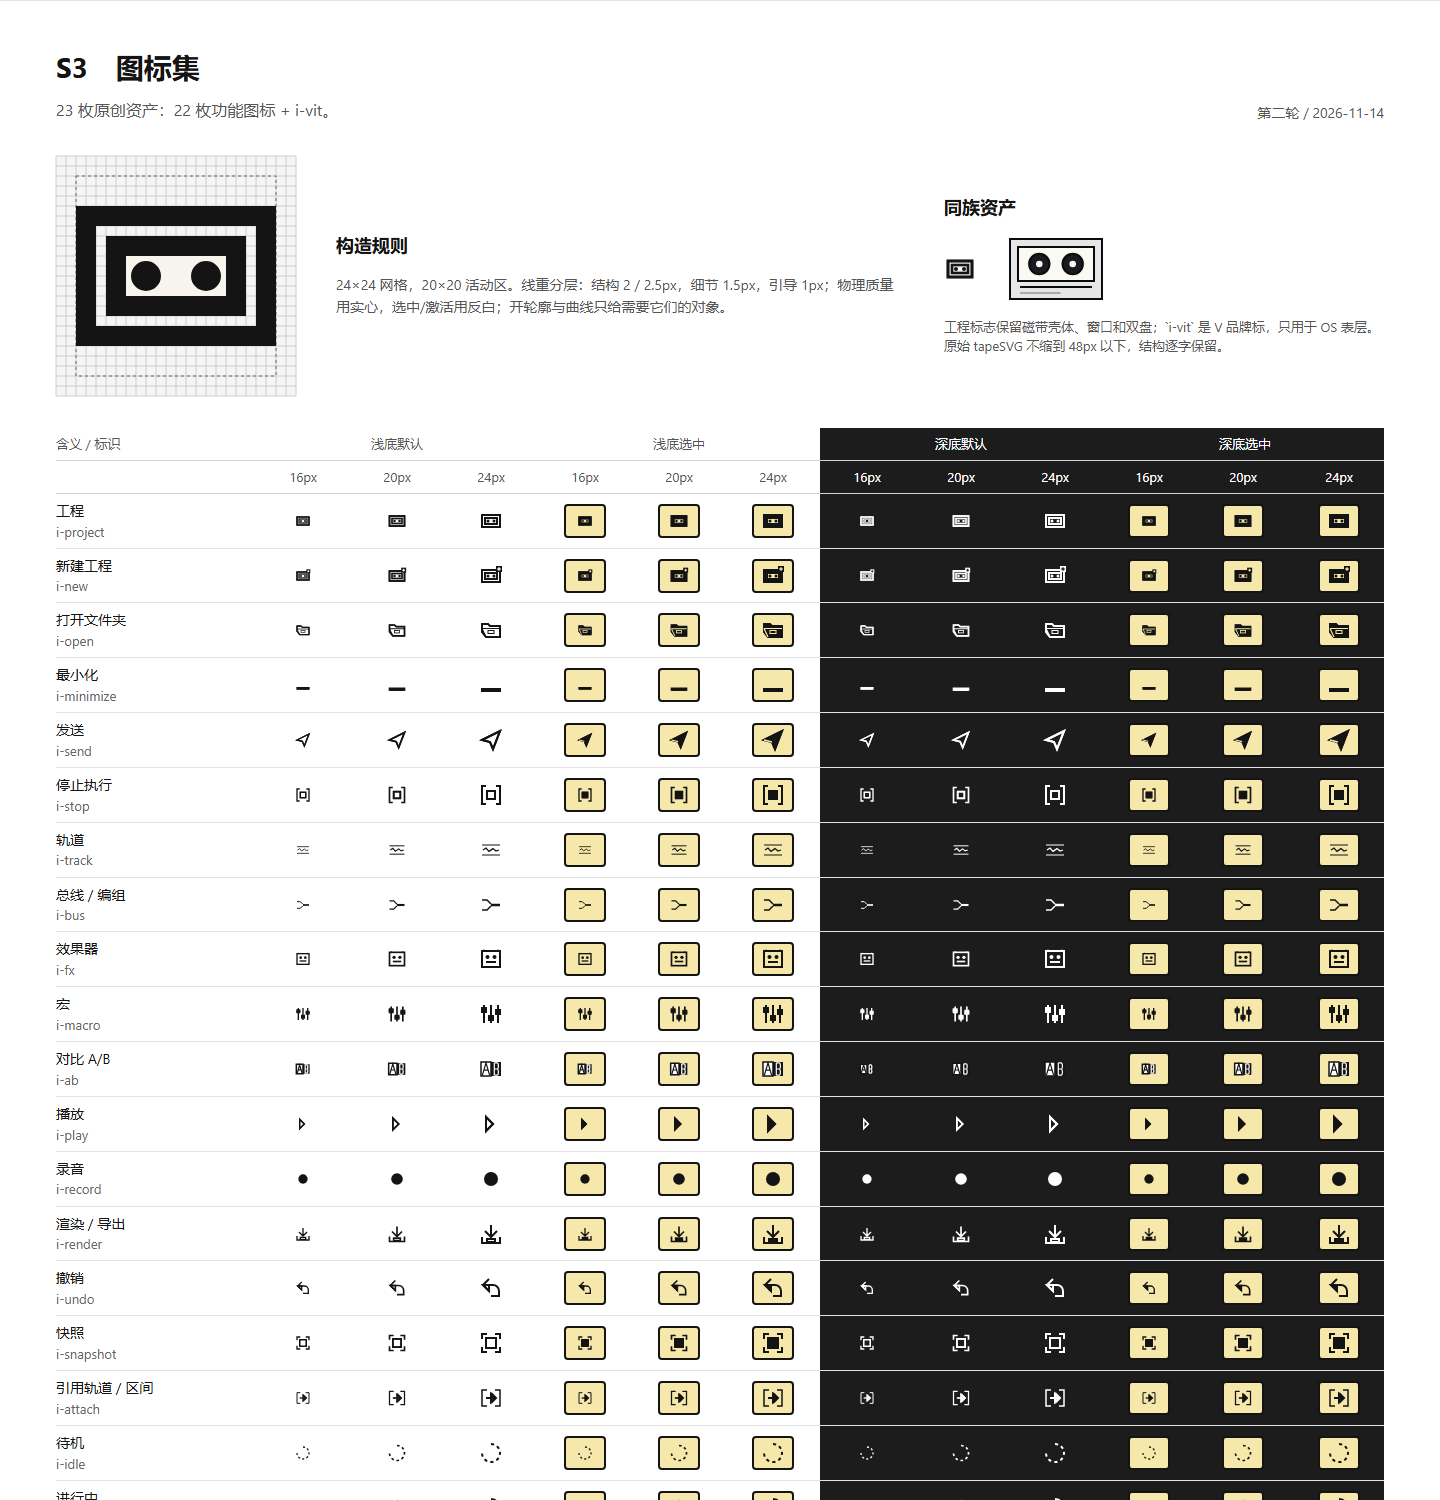 S3 图标集
23 枚原创资产：22 枚功能图标 + i-vit。
第二轮 / 2026-11-14
构造规则
24×24 网格，20×20 活动区。线重分层：结构 2 / 2.5px，细节 1.5px，引导 1px；物理质量
用实心，选中/激活用反白；开轮廓与曲线只给需要它们的对象。
同族资产
工程标志保留磁带壳体、窗口和双盘；`i-vit` 是 V 品牌标，只用于 OS 表层。
原始 tapeSVG 不缩到 48px 以下，结构逐字保留。
含义 / 标识 浅底默认 浅底选中 深底默认 深底选中
16px 20px 24px 16px 20px 24px 16px 20px 24px 16px 20px 24px
工程
i-project
新建工程
i-new
打开文件夹
i-open
最小化
i-minimize
发送
i-send
停止执行
i-stop
轨道
i-track
总线 / 编组
i-bus
效果器
i-fx
宏
i-macro
对比 A/B
i-ab
播放
i-play
录音
i-record
渲染 / 导出
i-render
撤销
i-undo
快照
i-snapshot
引用轨道 / 区间
i-attach
待机
i-idle
进行中